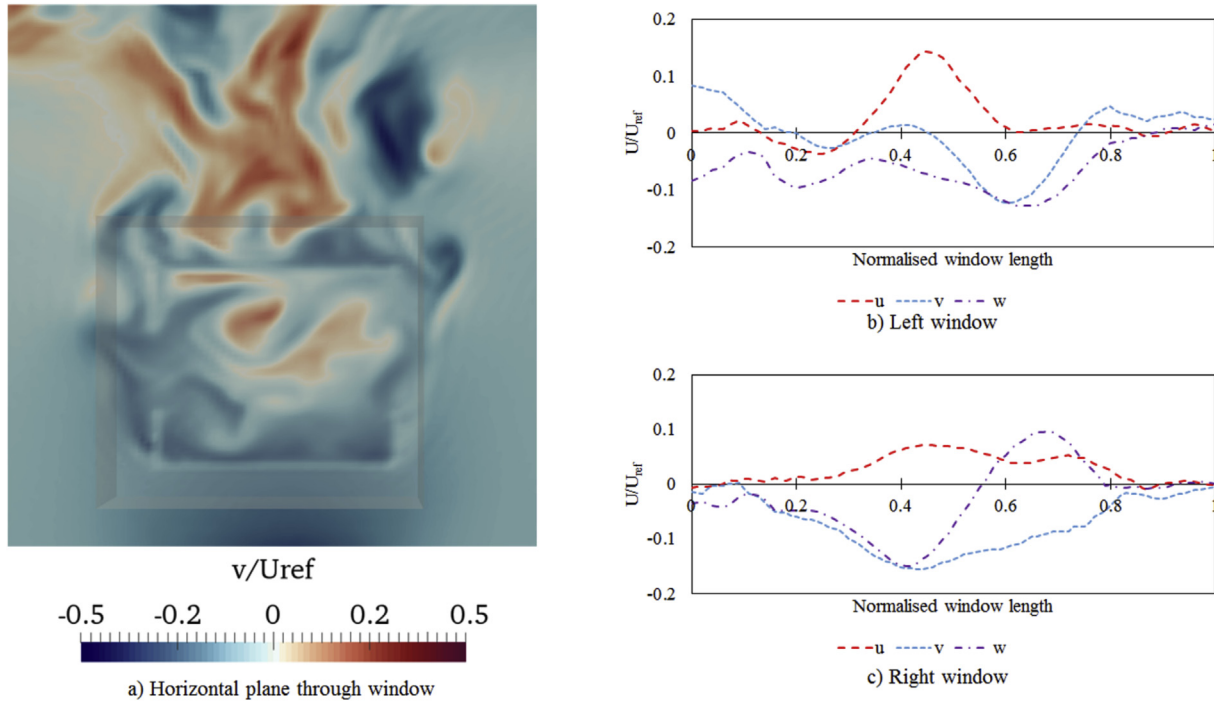 v/Uref
-0.5 -0.2 0 0.2 0.5
a) Horizontal plane through window
0.2
0.1
0
-0.1
-0.2
U/Uref
0 0.2 0.4 0.6 0.8 1
Normalised window length
u v w
b) Left window
0.2
0.1
0
-0.1
-0.2
U/Uref
0 0.2 0.4 0.6 0.8 1
Normalised window length
u v w
c) Right window